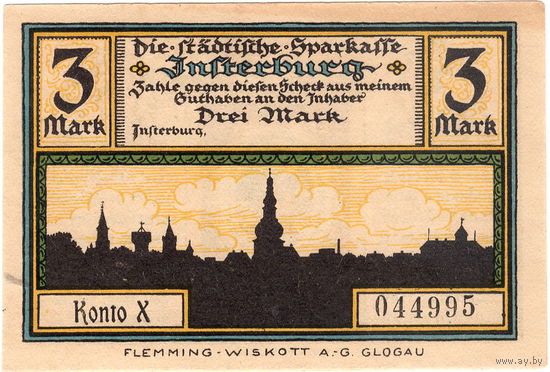 3 Mark
Die städtische Sparkasse
Insterburg
Zahle gegen diesen Scheck aus meinem
Guthaben an den Inhaber
Drei Mark
Insterburg,
3 Mark
Konto X
044995
FLEMMING-WISKOTT A.-G. GLOGAU
www.ay.by